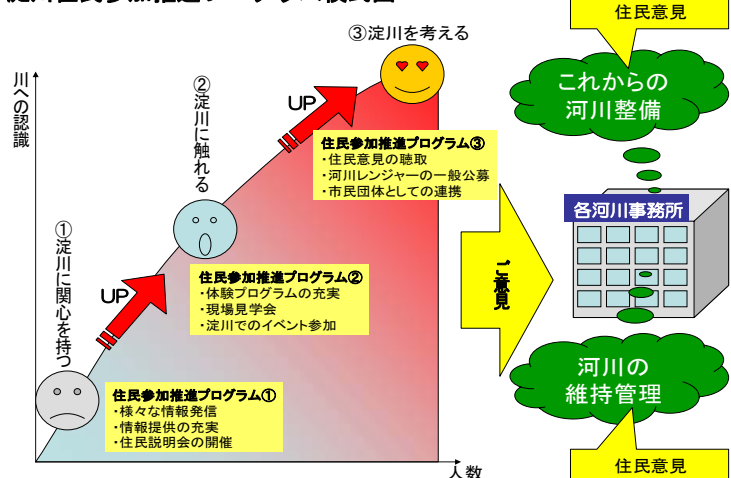 ③淀川を考える
川への認識
②淀川に触れる
①淀川に関心を持つ
UP
UP
住民参加推進プログラム③
・住民意見の聴取
・河川レンジャーの一般公募
・市民団体としての連携
住民参加推進プログラム②
・体験プログラムの充実
・現場見学会
・淀川でのイベント参加
住民参加推進プログラム①
・様々な情報発信
・情報提供の充実
・住民説明会の開催
人数
ご意見
住民意見
これからの
河川整備
各河川事務所
河川の
維持管理
住民意見